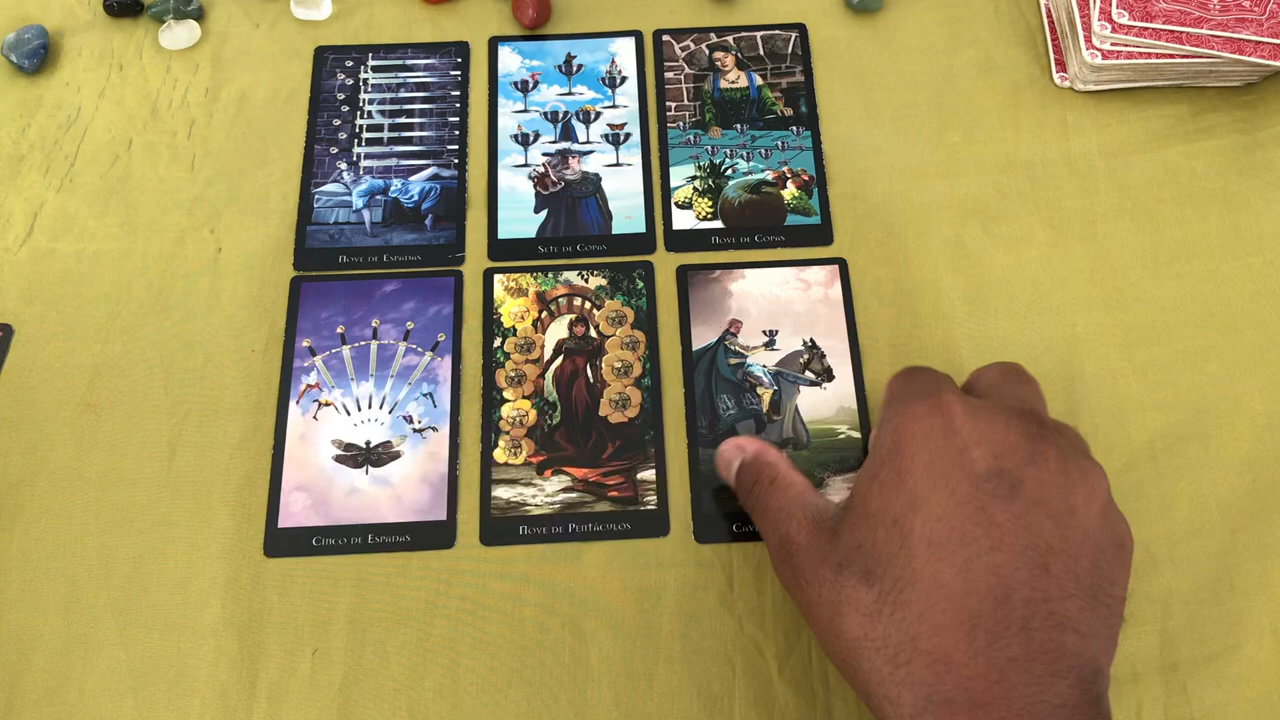 Nove de Espadas
Sete de Copas
Nove de Copas
Cinco de Espadas
Nove de Pentáculos